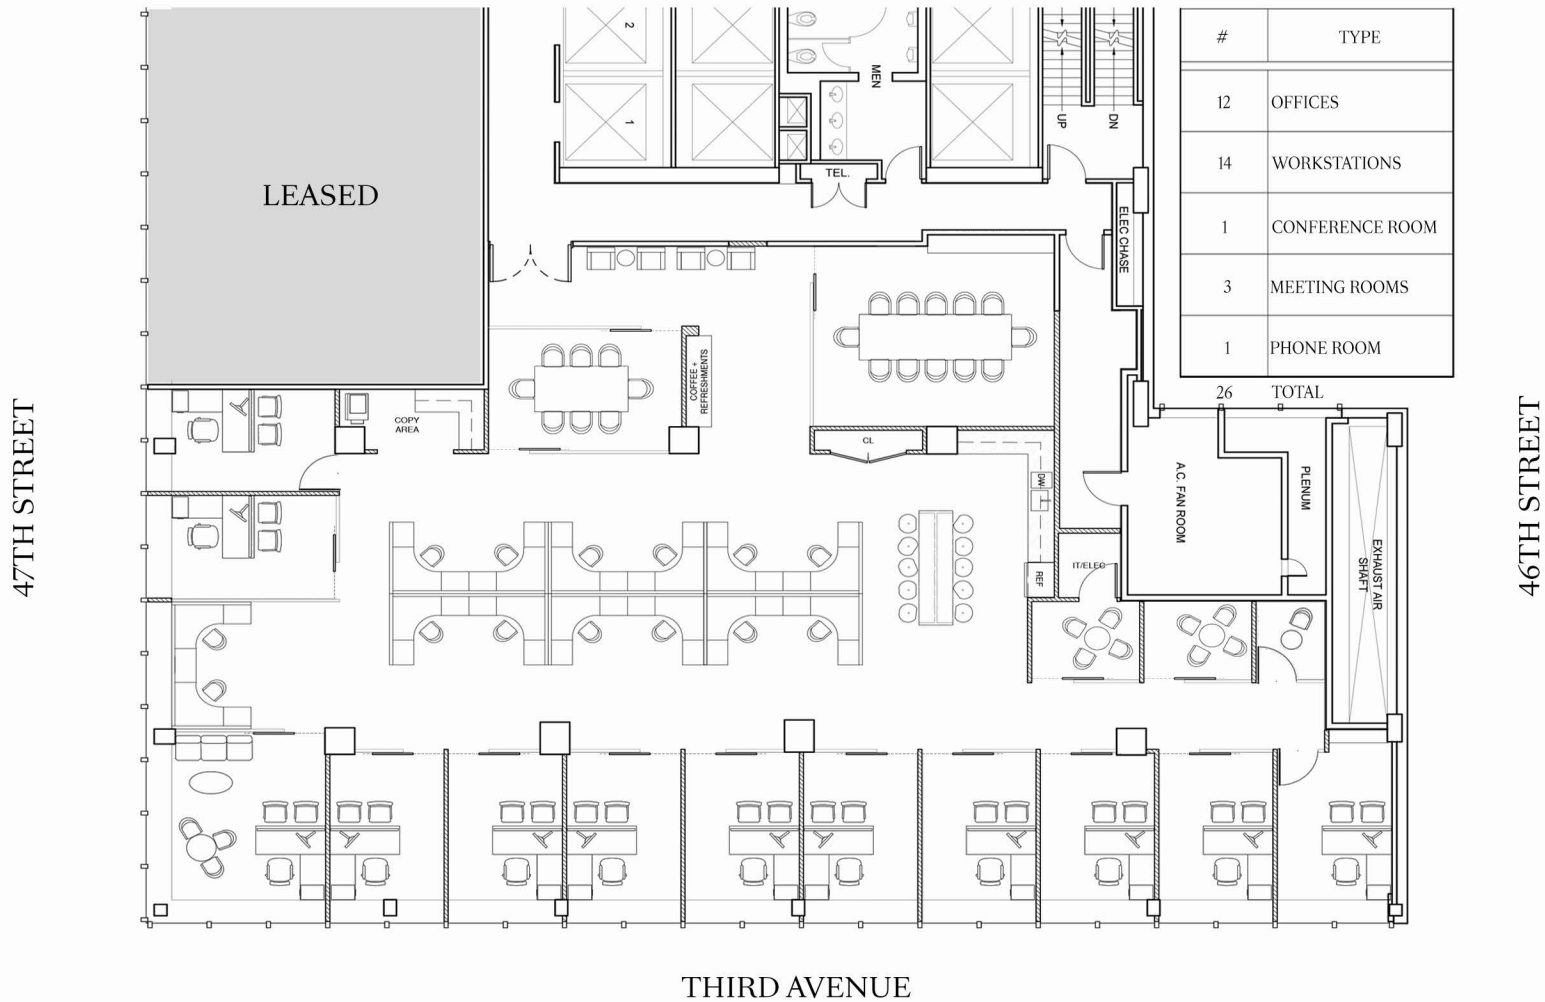 # TYPE
12 OFFICES
14 WORKSTATIONS
1 CONFERENCE ROOM
3 MEETING ROOMS
1 PHONE ROOM
26 TOTAL
2
1
MEN
UP
DN
TEL.
ELEC CHASE
LEASED
COFFEE +
REFRESHMENTS
COPY
AREA
CL
DW
REF
IT/ELEC
A.C. FAN ROOM
PLENUM
EXHAUST AIR
SHAFT
47TH STREET
46TH STREET
THIRD AVENUE